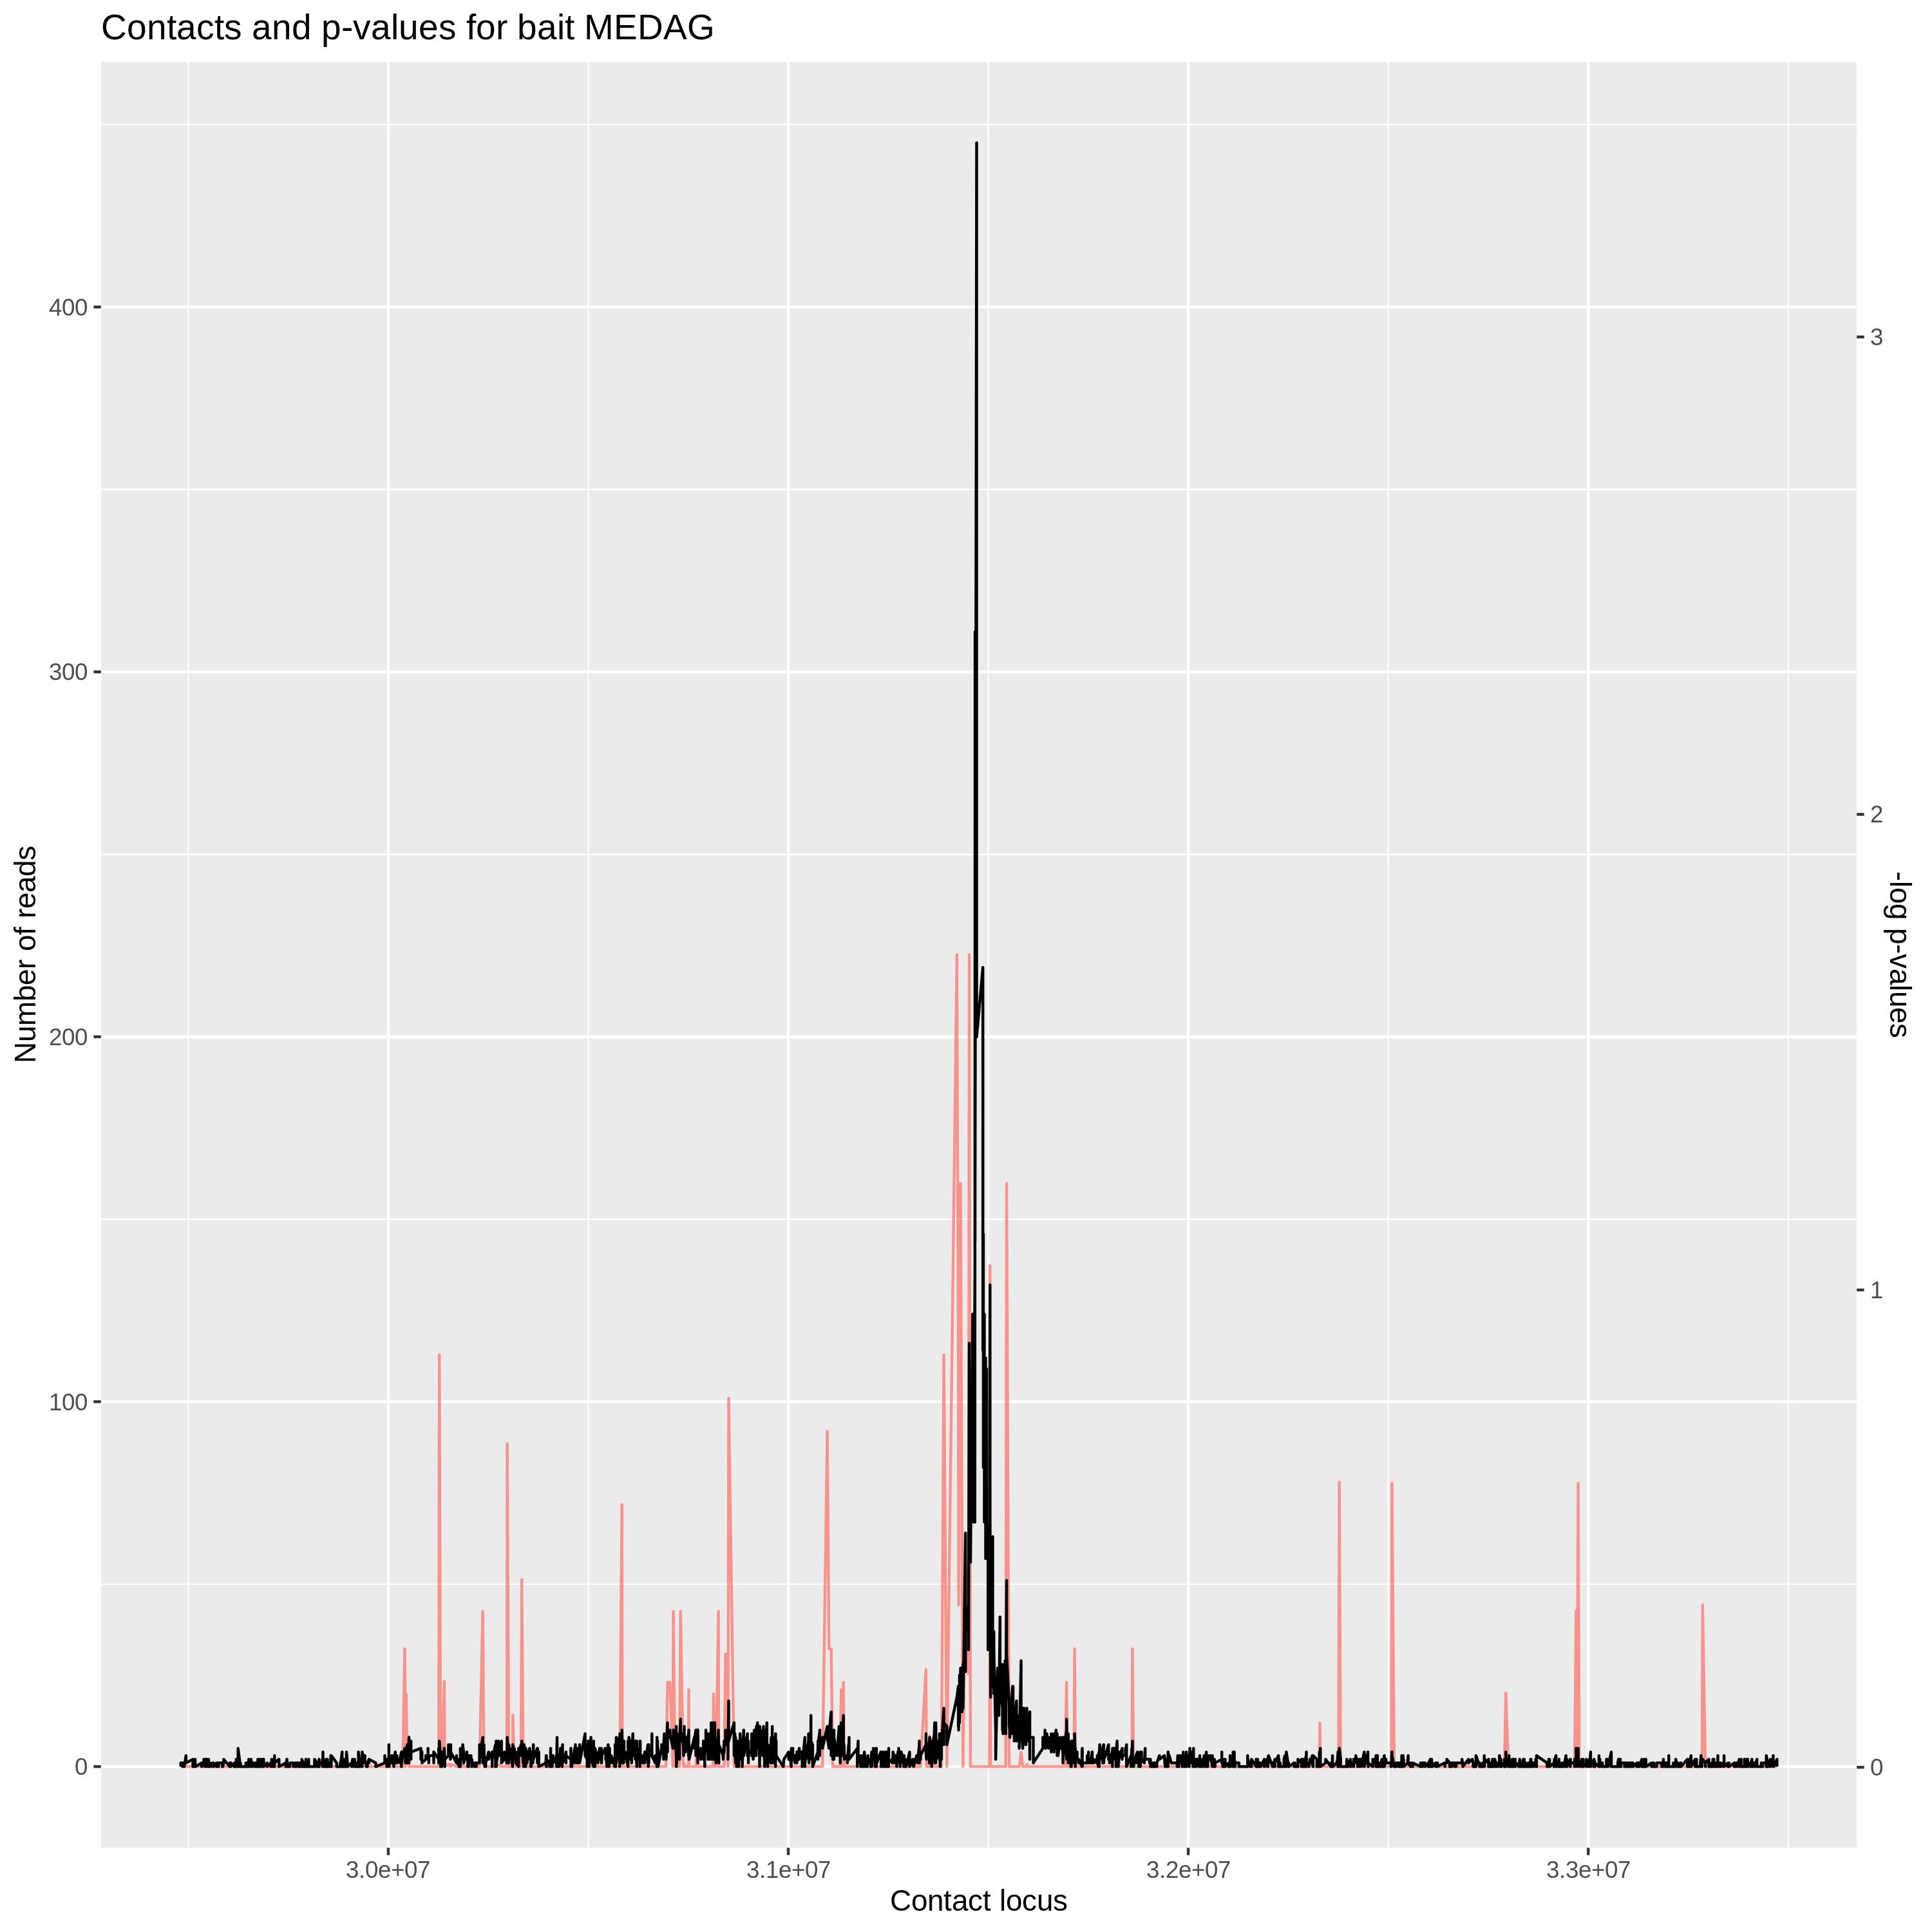 Contacts and p-values for bait MEDAG
400
300
200
100
0
Number of reads
3
2
1
0
-log p-values
3.0e+07
3.1e+07
3.2e+07
3.3e+07
Contact locus